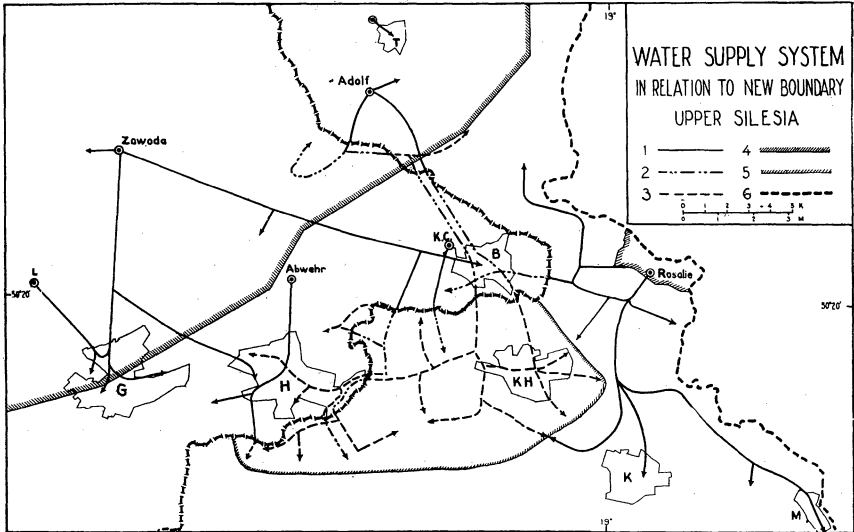 19°
WATER SUPPLY SYSTEM
IN RELATION TO NEW BOUNDARY
UPPER SILESIA
1 4
2 5
3 6
0 1 2 3 4 5 K
0 1 2 3 M
T
Adolf
Zawada
K.C.
B
L
Abwehr
Rosalie
50°20'
50°20'
G
H
KH
K
M
19°